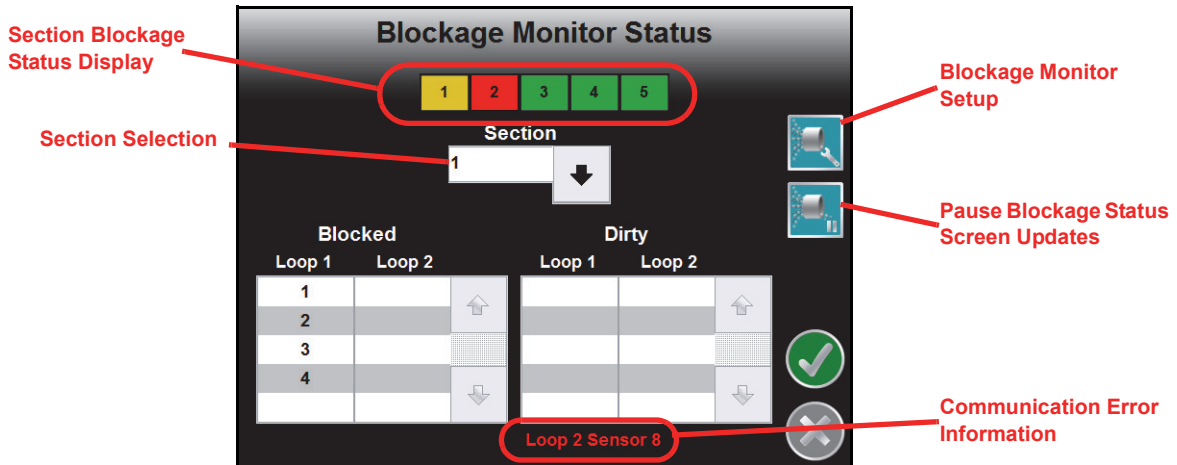 Blockage Monitor Status
Section Blockage
Status Display
1 2 3 4 5
Blockage Monitor
Setup
Section Selection
Section
1
Pause Blockage Status
Screen Updates
Blocked
Dirty
Loop 1 Loop 2
Loop 1 Loop 2
1
2
3
4
Communication Error
Information
Loop 2 Sensor 8